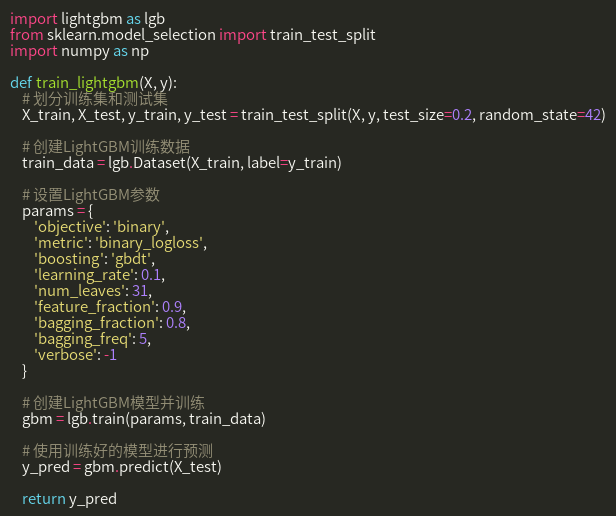 import lightgbm as lgb
from sklearn.model_selection import train_test_split
import numpy as np
def train_lightgbm(X, y):
# 划分训练集和测试集
X_train, X_test, y_train, y_test = train_test_split(X, y, test_size=0.2, random_state=42)
# 创建LightGBM训练数据
train_data = lgb.Dataset(X_train, label=y_train)
# 设置LightGBM参数
params = {
'objective': 'binary',
'metric': 'binary_logloss',
'boosting': 'gbdt',
'learning_rate': 0.1,
'num_leaves': 31,
'feature_fraction': 0.9,
'bagging_fraction': 0.8,
'bagging_freq': 5,
'verbose': -1
}
# 创建LightGBM模型并训练
gbm = lgb.train(params, train_data)
# 使用训练好的模型进行预测
y_pred = gbm.predict(X_test)
return y_pred